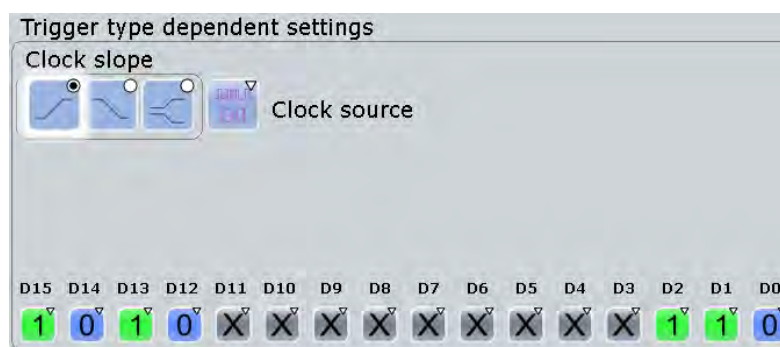 Trigger type dependent settings
Clock slope
Clock source
D15 D14 D13 D12 D11 D10 D9 D8 D7 D6 D5 D4 D3 D2 D1 D0
1 0 1 0 X X X X X X X X X 1 1 0